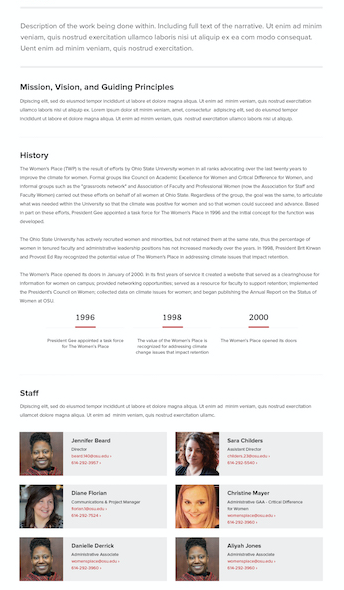 Description of the work being done within. Including full text of the narrative. Ut enim ad minim
veniam, quis nostrud exercitation ullamco laboris nisi ut aliquip ex ea com modo consequat.
Uent enim ad minim veniam, quis nostrud exercitation.
Mission, Vision, and Guiding Principles
Dipiscing elit, sed do eiusmod tempor incididunt ut labore et dolore magna aliqua. Ut enim ad minim veniam, quis nostrud exercitation
ullamco laboris nisi ut aliquip ex. Lorem ipsum dolor sit amet, consectetur adipiscing elit, sed do eiusmod tempor
incididunt ullamco quis nostrud exercitation ullamco laboris nisi ut aliquip.
History
The Women's Place (TWP) is the result of efforts by Ohio State University women in all ranks advocating over the last twenty years to
improve the climate for women. Formal groups like Council on Academic Excellence for Women and Critical Difference for Women, and
informal groups such as the "grassroots network" and Association of Faculty and Professional Women (now the Association for Staff and
Faculty Women) carried out these efforts on behalf of all women at Ohio State. Regardless of the group, the goal was the same, to articulate
what was needed within the University so that the climate was positive for women and so that women could succeed and advance. Based
in part on these efforts, President Gee appointed a task force for The Women's Place in 1996 and the initial concept for the function was
developed.
The Ohio State University has actively recruited women and minorities, but not retained them at the same rate, thus the percentage of
women in tenured faculty and administrative leadership positions has not increased markedly over the years. In 1998, President Brit Kirwan
and Provost Ed Ray recognized the potential value of The Women's Place in addressing climate issues that impact retention.
The Women's Place opened its doors in January of 2000. In its first years of service it created a website that served as a clearinghouse for
information for women on campus; provided networking opportunities; served as a resource for faculty to support retention; implemented
the President's Council on Women; collected data on climate issues for women; and began publishing the Annual Report on the Status of
Women at OSU.
1996
1998
2000
President Gee appointed a task force
for The Women's Place
The value of the Women's Place is
recognized for addressing climate
change issues that impact retention
The Women's Place opened its doors
Staff
Dipiscing elit, sed do eiusmod tempor incididunt ut labore et dolore magna aliqua. Ut enim ad minim veniam, quis nostrud exercitation
ullamcet dolore magna aliqua. Ut enim ad minim veniam, quis nostrud exercitation ullamc.
Jennifer Beard
Director
beard.140@osu.edu ›
614-292-3957 ›
Sara Childers
Assistant Director
childers.23@osu.edu ›
614-292-5540 ›
Diane Florian
Communications & Project Manager
florian.1@osu.edu ›
614-292-7624 ›
Christine Mayer
Administrative GAA - Critical Difference
for Women
womensplace@osu.edu ›
614-292-3960 ›
Danielle Derrick
Administrative Associate
womensplace@osu.edu ›
614-292-3960 ›
Aliyah Jones
Administrative Associate
womensplace@osu.edu ›
614-292-3960 ›